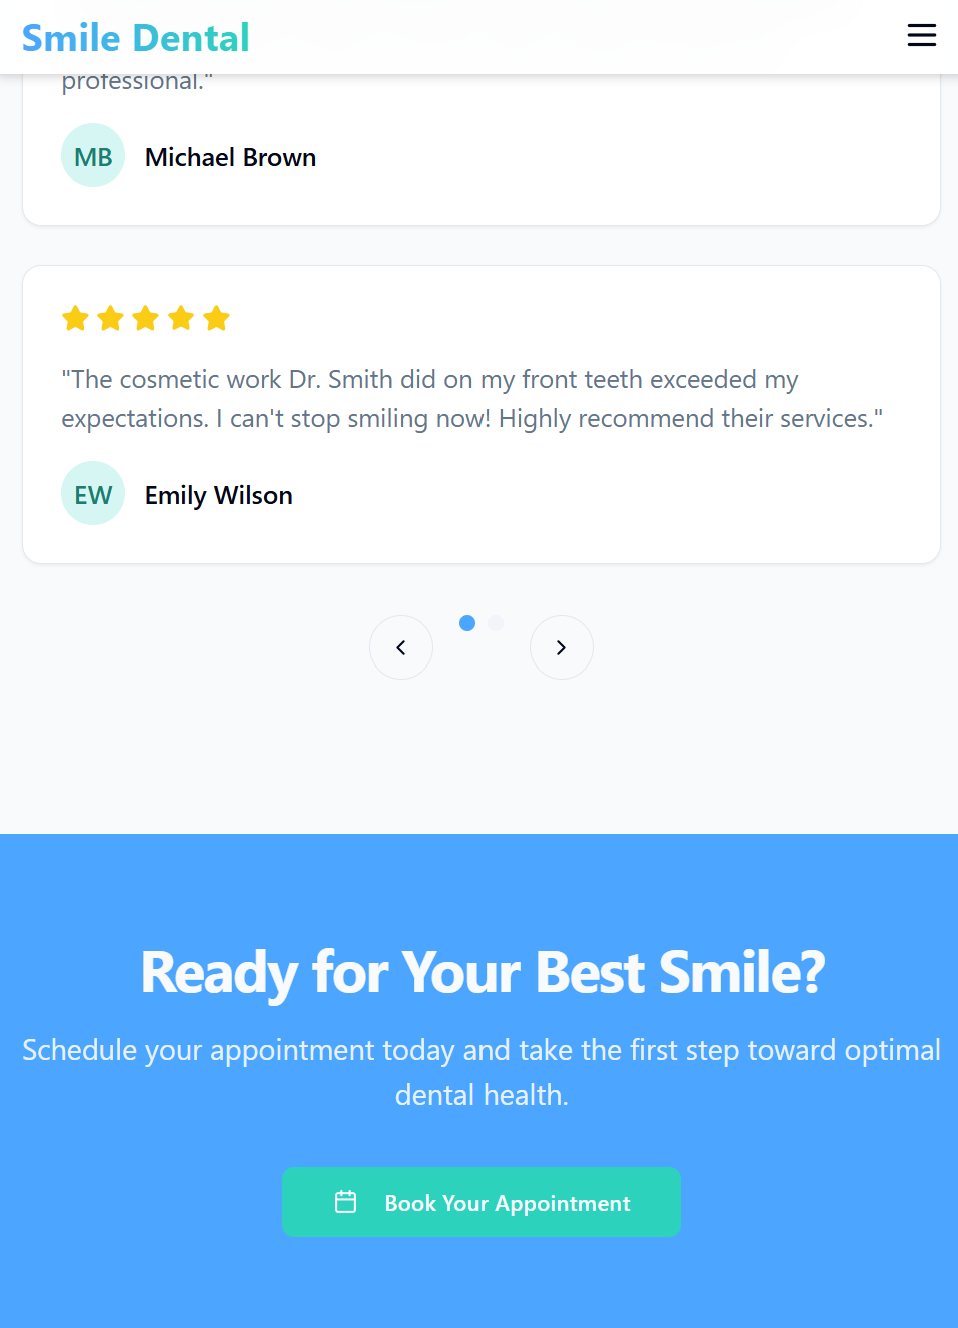 Smile Dental
professional."
MB Michael Brown
"The cosmetic work Dr. Smith did on my front teeth exceeded my
expectations. I can't stop smiling now! Highly recommend their services."
EW Emily Wilson
Ready for Your Best Smile?
Schedule your appointment today and take the first step toward optimal
dental health.
Book Your Appointment